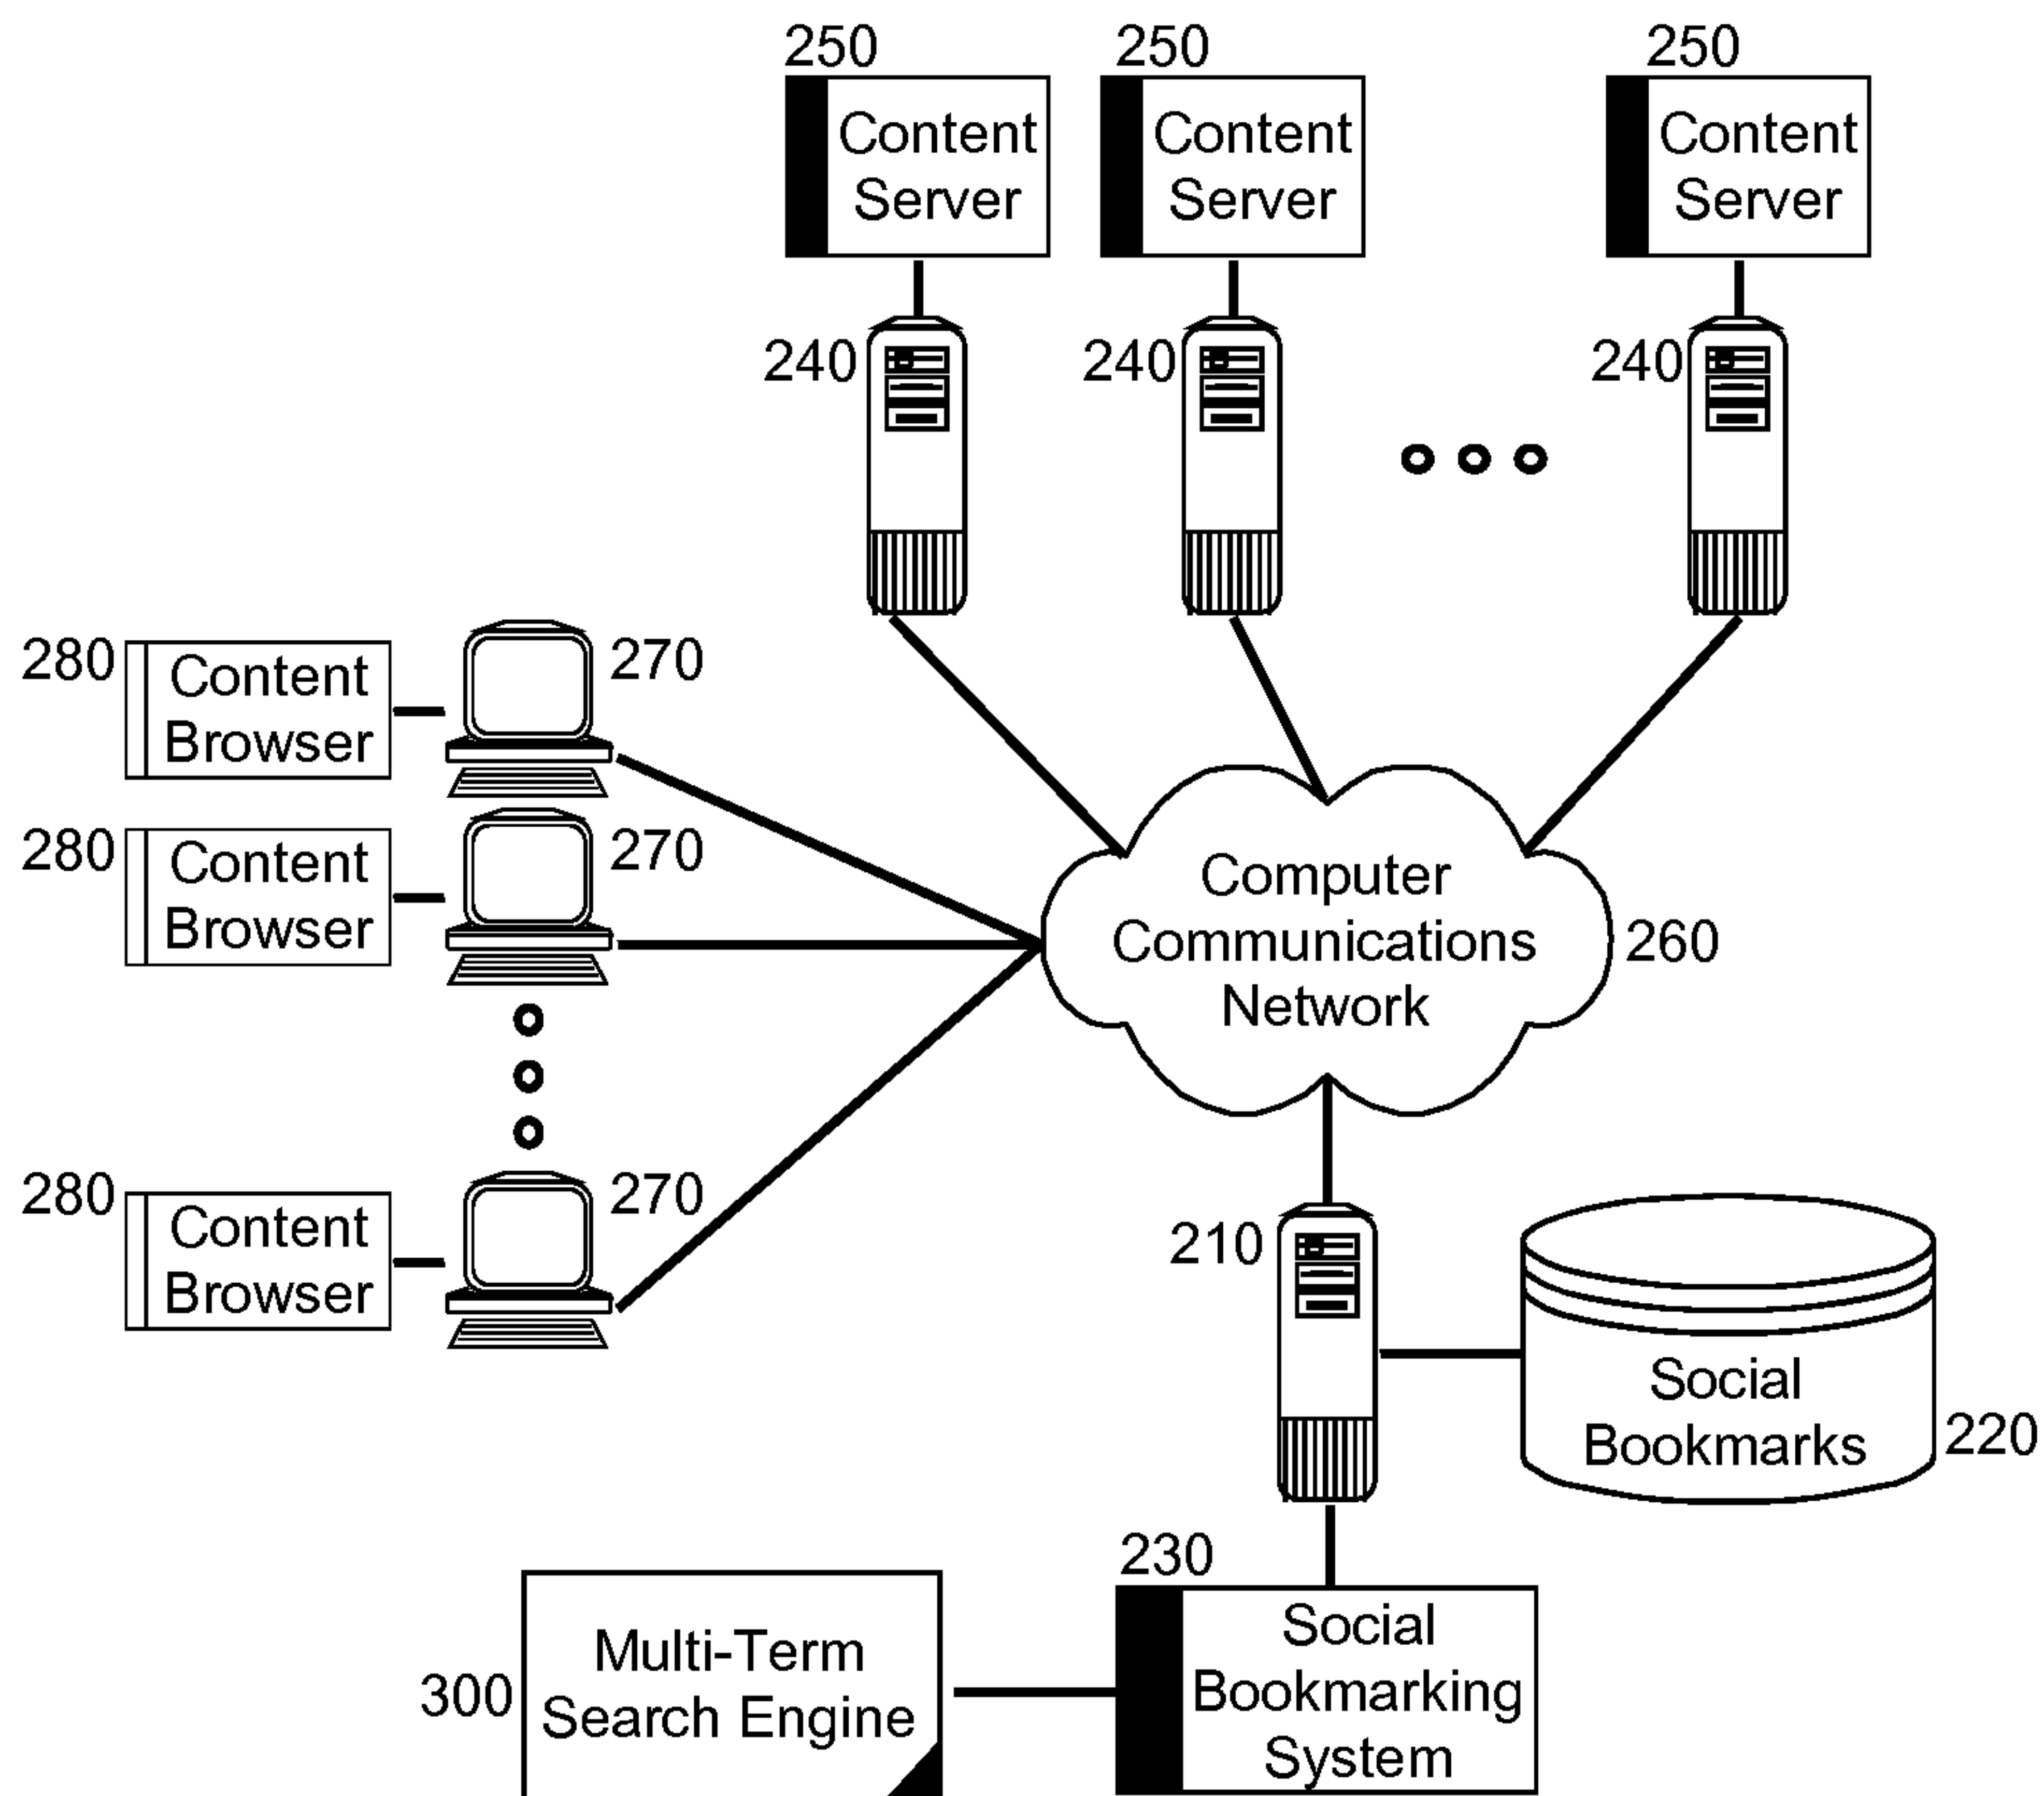 250
250
250
Content
Server
Content
Server
Content
Server
240
240
240
280
Content
Browser
270
280
Content
Browser
270
Computer
Communications
Network
260
280
Content
Browser
270
210
Social
Bookmarks
220
230
Social
Bookmarking
System
300
Multi-Term
Search Engine